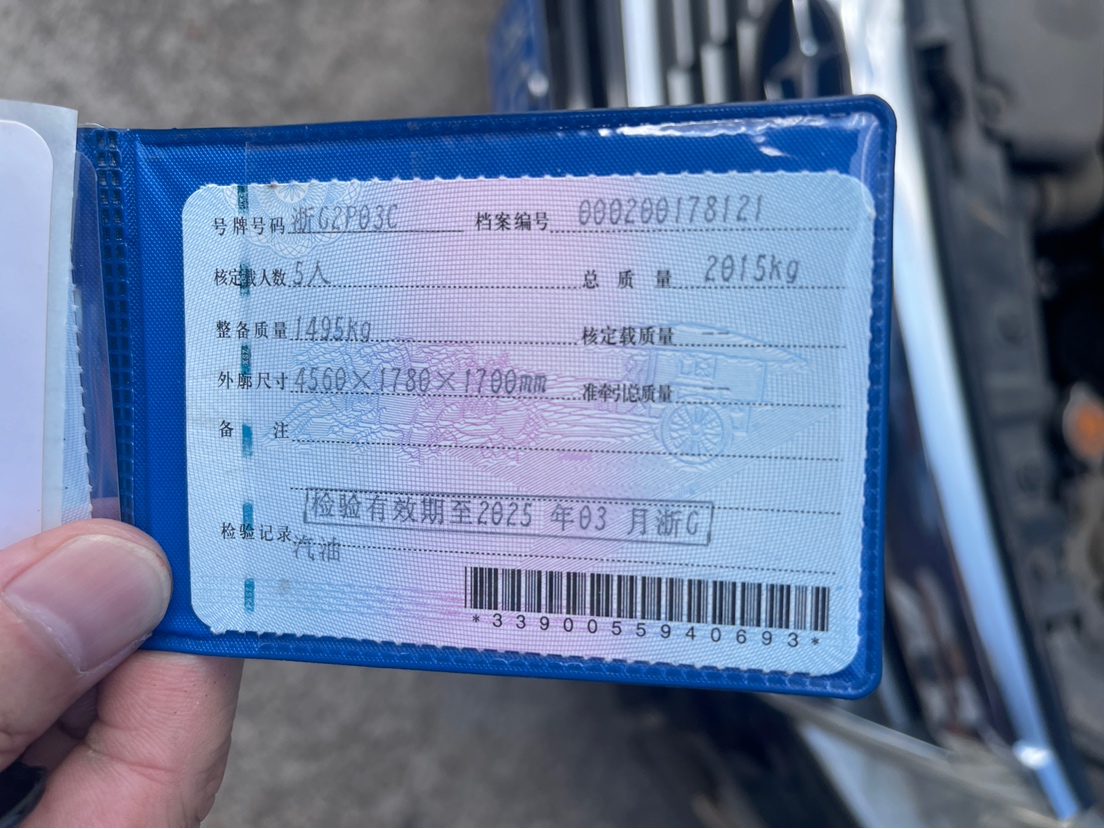 号牌号码 浙G2P03C 档案编号 000200178121
核定载人数 5人 总质量 2015kg
整备质量 1495kg 核定载质量 --
外廓尺寸 4560×1780×1700mm 准牵引总质量 --
备注
检验有效期至2025年03月浙G
检验记录
汽油
*3390055940693*